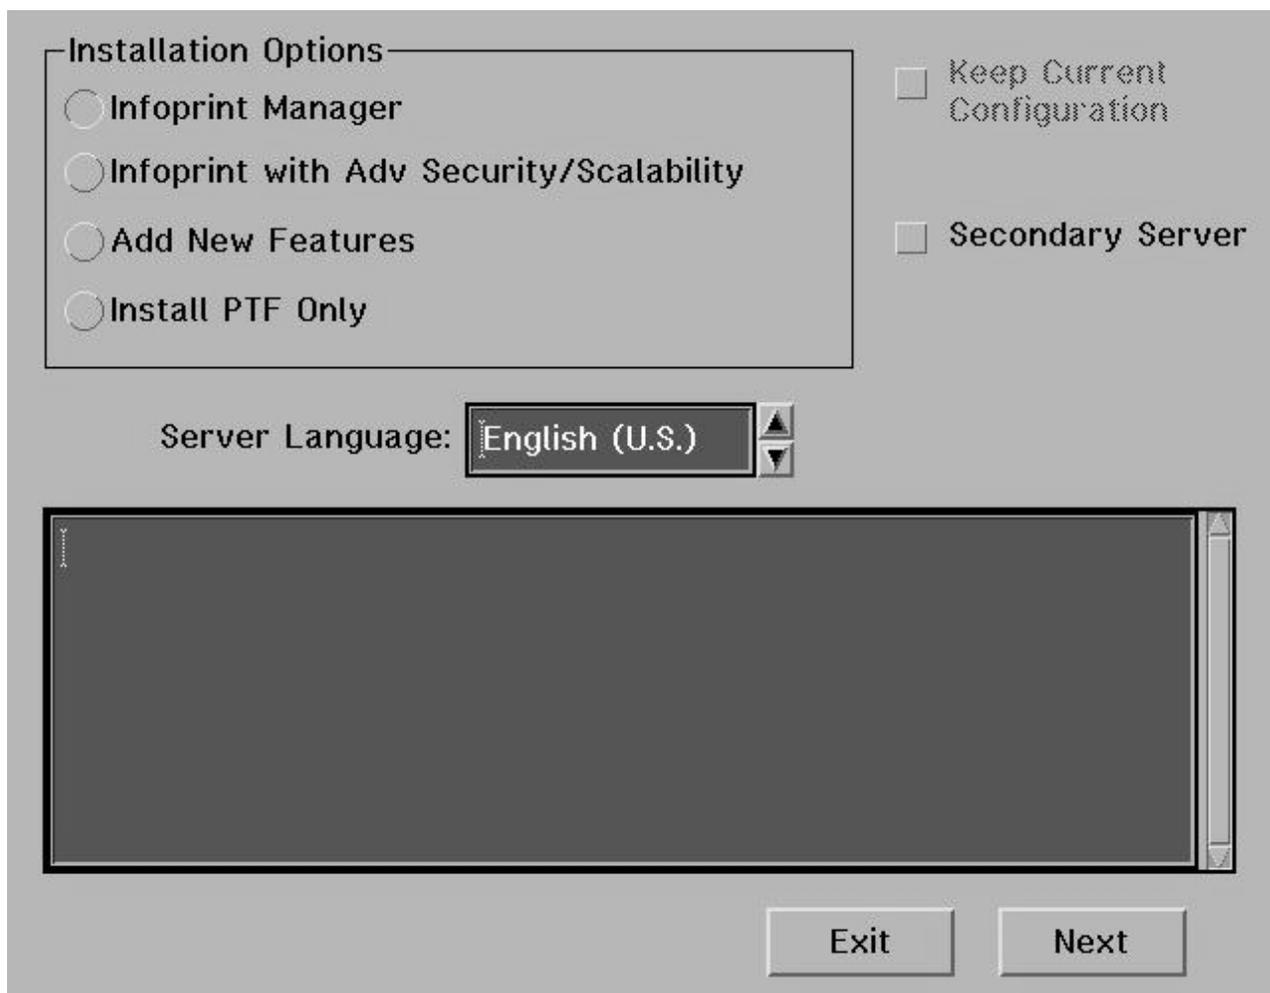 Installation Options
Infoprint Manager
Infoprint with Adv Security/Scalability
Add New Features
Install PTF Only
Keep Current
Configuration
Secondary Server
Server Language: English (U.S.)
Exit Next